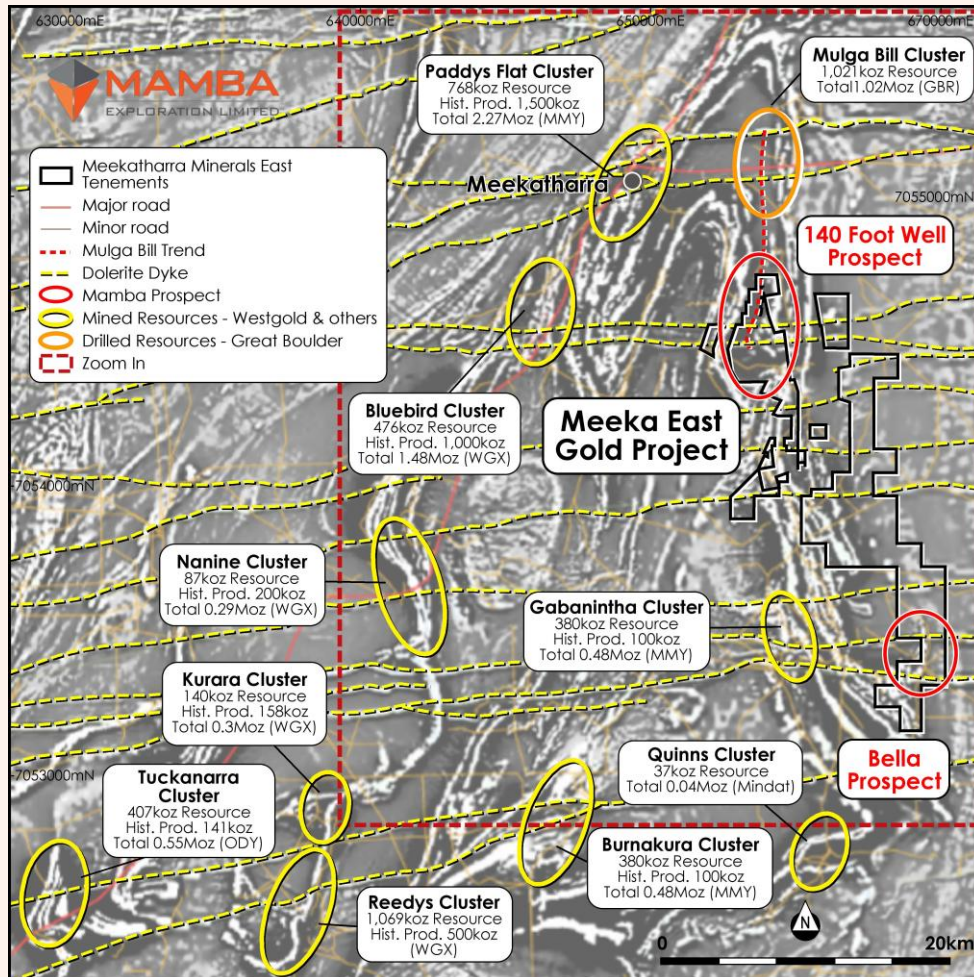 630000mE
640000mE
650000mE
670000mE
MAMBA
EXPLORATION LIMITED
Paddys Flat Cluster
768koz Resource
Hist. Prod. 1,500koz
Total 2.27Moz (MMY)
Mulga Bill Cluster
1,021koz Resource
Total1.02Moz (GBR)
Meekatharra Minerals East
Tenements
Major road
Minor road
Mulga Bill Trend
Dolerite Dyke
Mamba Prospect
Mined Resources - Westgold & others
Drilled Resources - Great Boulder
Zoom In
Meekatharra
7055000mN
140 Foot Well
Prospect
Bluebird Cluster
476koz Resource
Hist. Prod. 1,000koz
Total 1.48Moz (WGX)
Meeka East
Gold Project
7054000mN
Nanine Cluster
87koz Resource
Hist. Prod. 200koz
Total 0.29Moz (WGX)
Gabanintha Cluster
380koz Resource
Hist. Prod. 100koz
Total 0.48Moz (MMY)
Kurara Cluster
140koz Resource
Hist. Prod. 158koz
Total 0.3Moz (WGX)
7053000mN
Tuckanarra
Cluster
407koz Resource
Hist. Prod. 141koz
Total 0.55Moz (ODY)
Quinns Cluster
37koz Resource
Total 0.04Moz (Mindat)
Bella
Prospect
Burnakura Cluster
380koz Resource
Hist. Prod. 100koz
Total 0.48Moz (MMY)
Reedys Cluster
1,069koz Resource
Hist. Prod. 500koz
(WGX)
N
0
20km